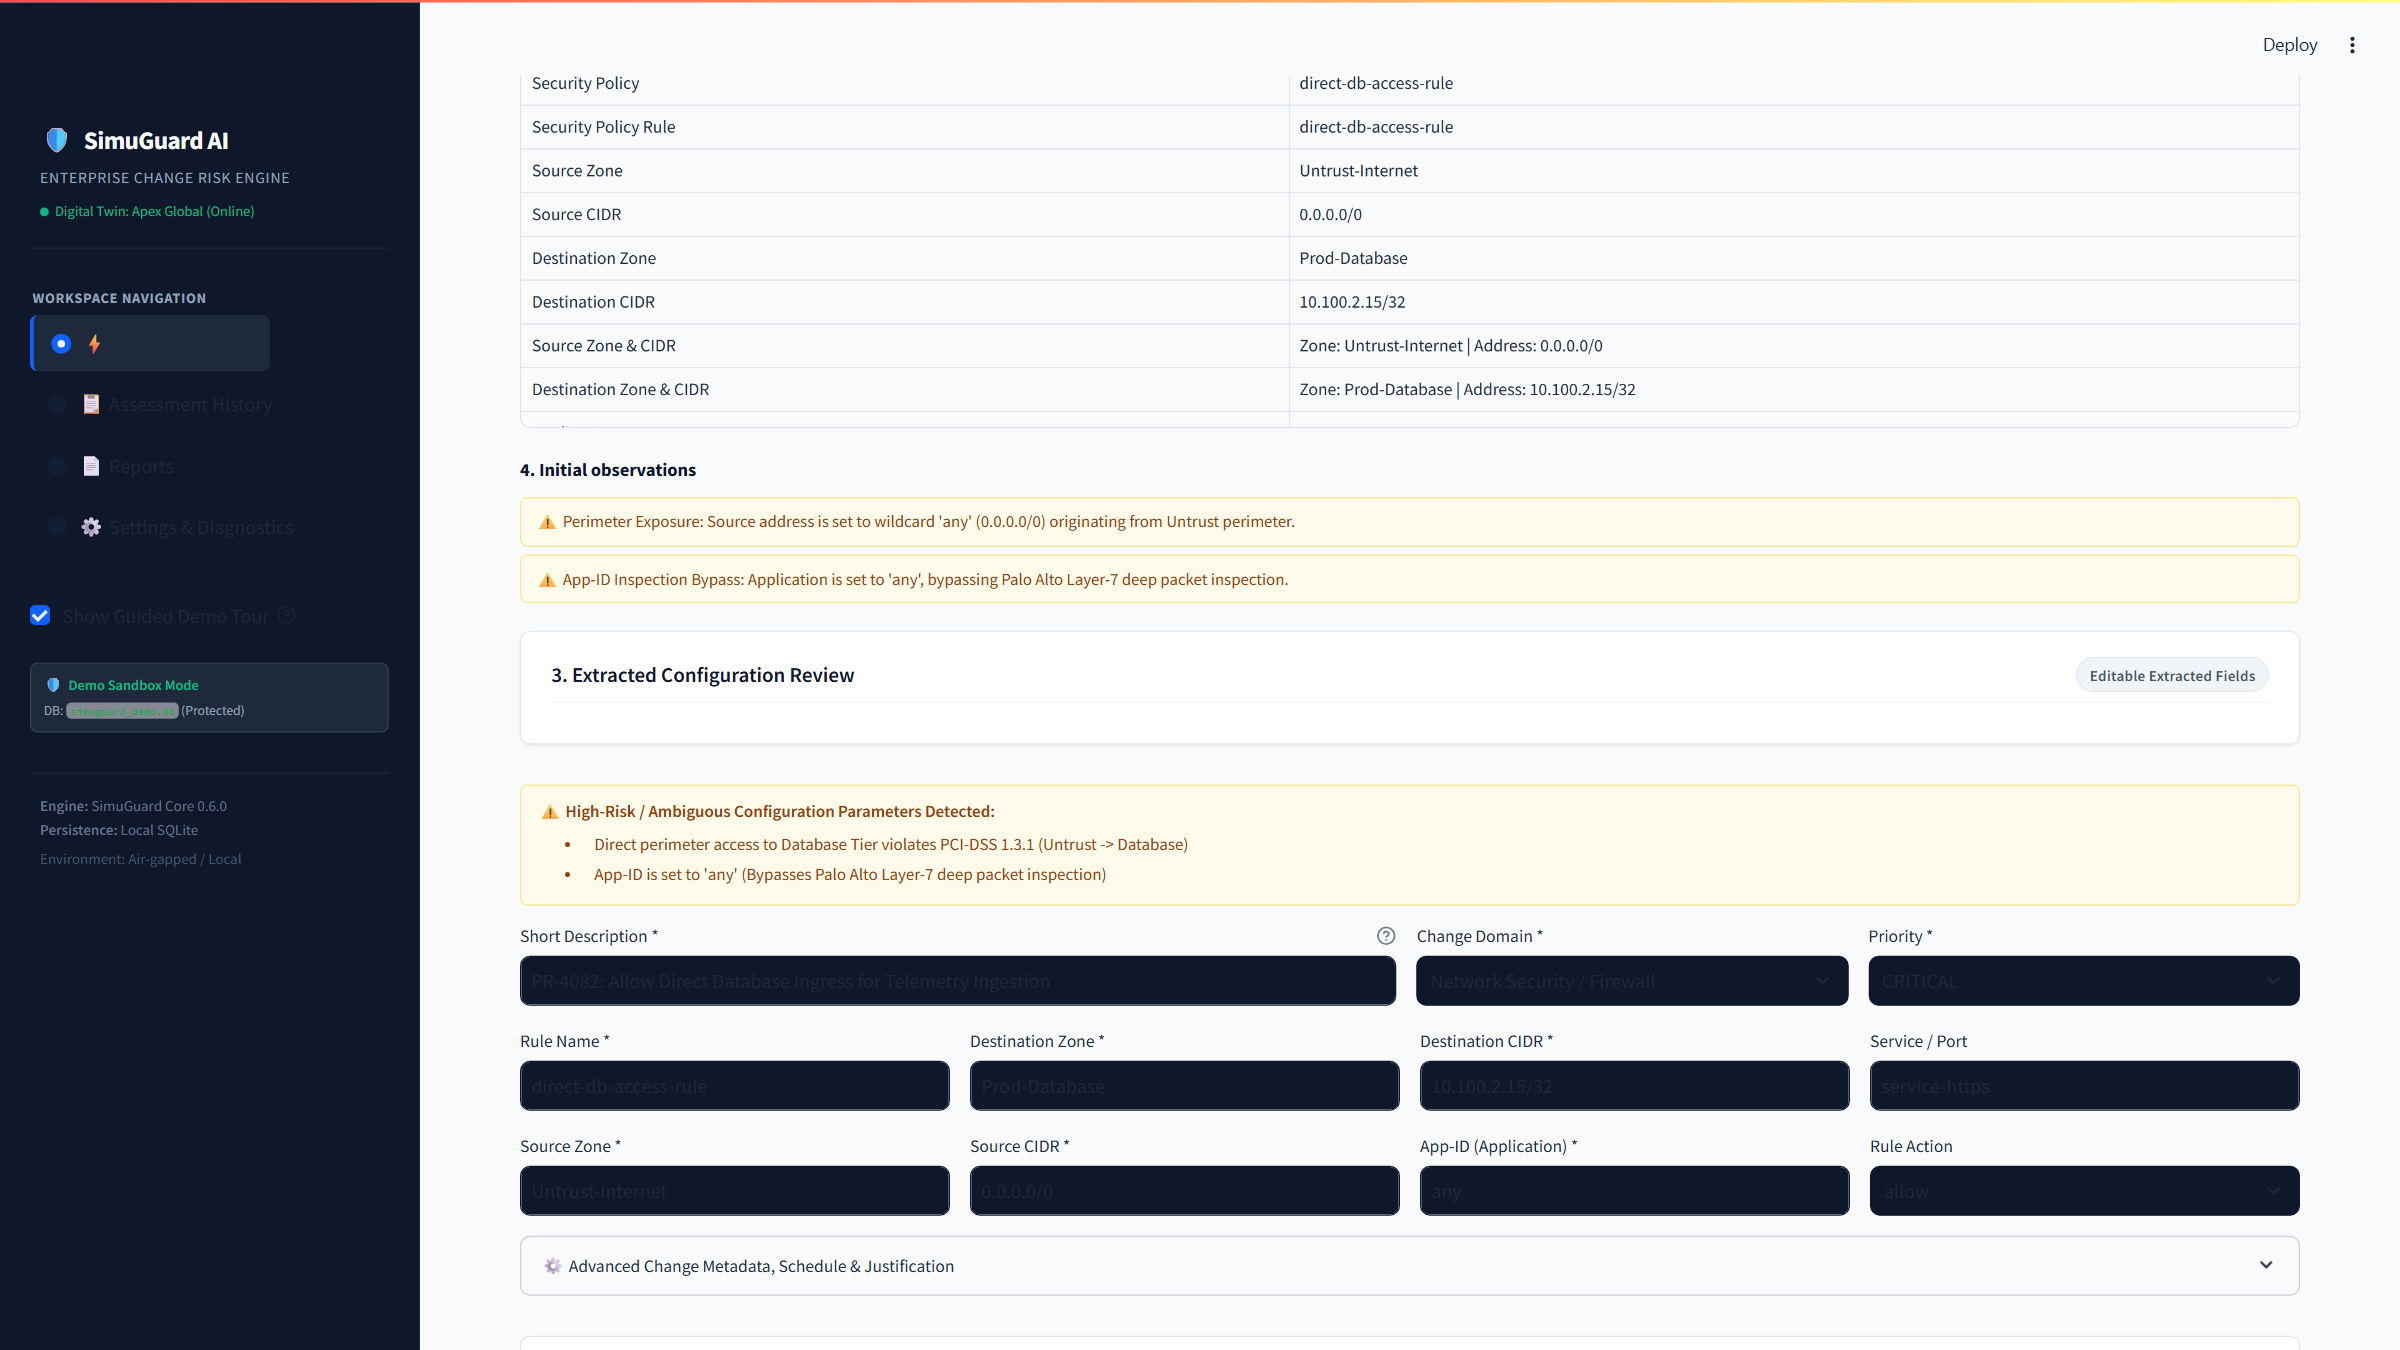 Deploy
SimuGuard AI
ENTERPRISE CHANGE RISK ENGINE
Digital Twin: Apex Global (Online)
WORKSPACE NAVIGATION
Assessment History
Reports
Settings & Diagnostics
Show Guided Demo Tour
Demo Sandbox Mode
DB: simuguard_demo.db (Protected)
Engine: SimuGuard Core 0.6.0
Persistence: Local SQLite
Environment: Air-gapped / Local
Security Policy direct-db-access-rule
Security Policy Rule direct-db-access-rule
Source Zone Untrust-Internet
Source CIDR 0.0.0.0/0
Destination Zone Prod-Database
Destination CIDR 10.100.2.15/32
Source Zone & CIDR Zone: Untrust-Internet | Address: 0.0.0.0/0
Destination Zone & CIDR Zone: Prod-Database | Address: 10.100.2.15/32
4. Initial observations
Perimeter Exposure: Source address is set to wildcard 'any' (0.0.0.0/0) originating from Untrust perimeter.
App-ID Inspection Bypass: Application is set to 'any', bypassing Palo Alto Layer-7 deep packet inspection.
3. Extracted Configuration Review
Editable Extracted Fields
High-Risk / Ambiguous Configuration Parameters Detected:
• Direct perimeter access to Database Tier violates PCI-DSS 1.3.1 (Untrust -> Database)
• App-ID is set to 'any' (Bypasses Palo Alto Layer-7 deep packet inspection)
Short Description * Change Domain * Priority *
PR-4082: Allow Direct Database Ingress for Telemetry Ingestion Network Security / Firewall CRITICAL
Rule Name * Destination Zone * Destination CIDR * Service / Port
direct-db-access-rule Prod-Database 10.100.2.15/32 service-https
Source Zone * Source CIDR * App-ID (Application) * Rule Action
Untrust-Internet 0.0.0.0/0 any allow
Advanced Change Metadata, Schedule & Justification